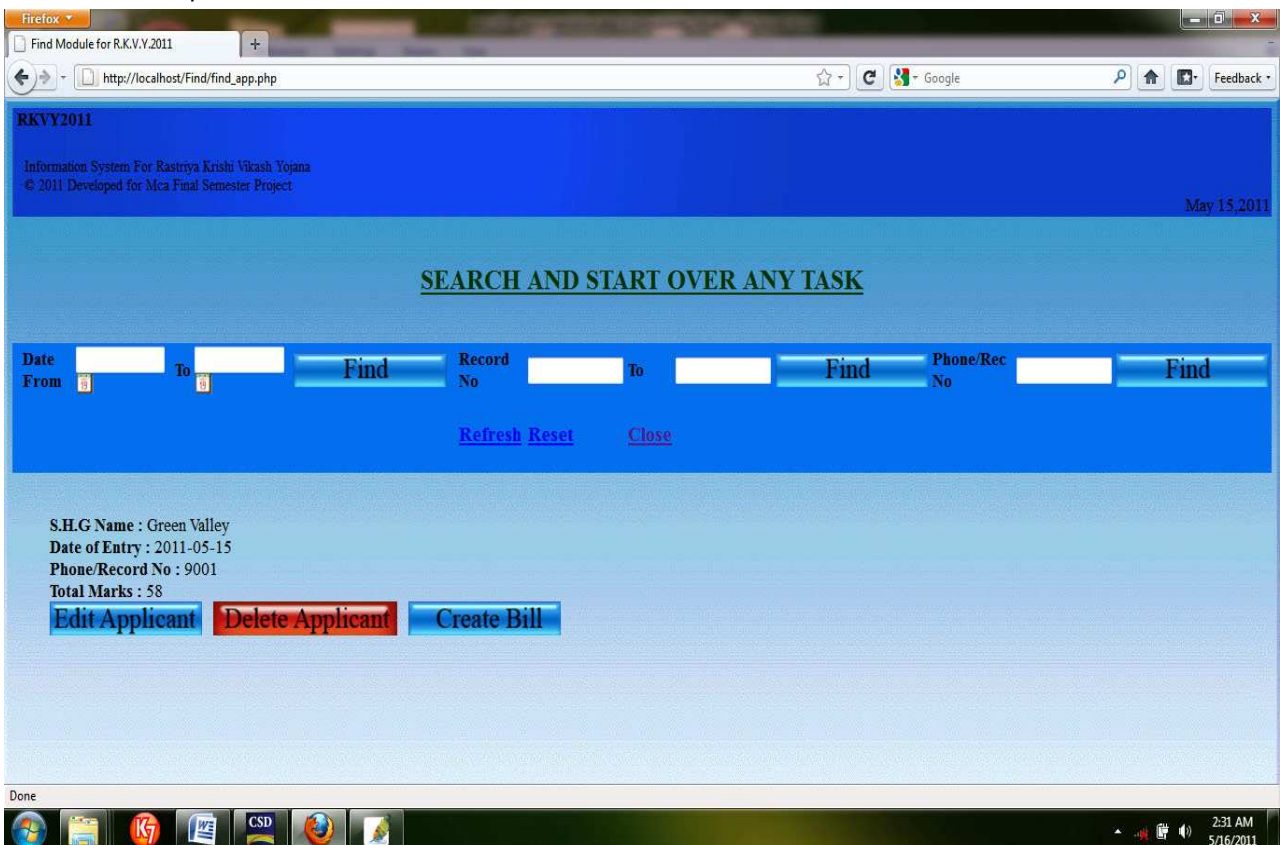 Firefox
Find Module for R.K.V.Y.2011
http://localhost/Find/find_app.php
Google
Feedback
RKVY2011
Information System For Rastriya Krishi Vikash Yojana
© 2011 Developed for Mca Final Semester Project
May 15,2011
SEARCH AND START OVER ANY TASK
Date From To Find Record No To Find Phone/Rec No Find
Refresh Reset Close
S.H.G Name : Green Valley
Date of Entry : 2011-05-15
Phone/Record No : 9001
Total Marks : 58
Edit Applicant Delete Applicant Create Bill
Done
K7
CSD
2:31 AM
5/16/2011